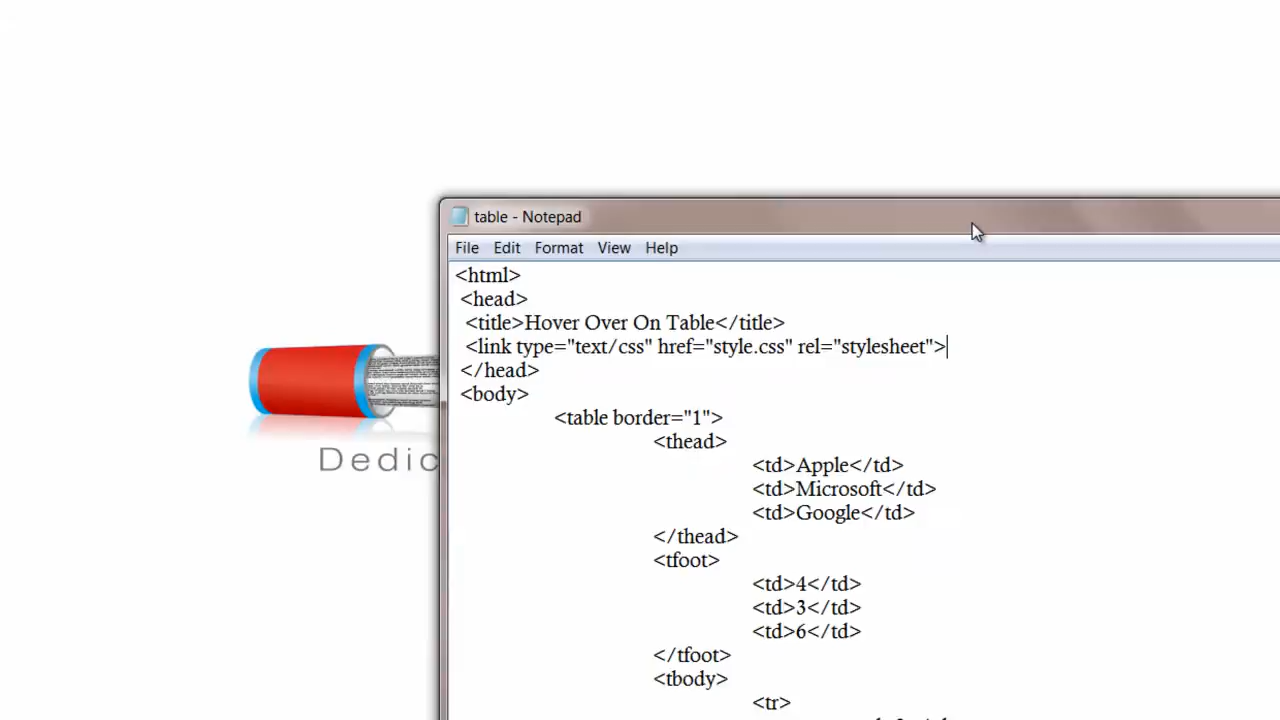 table - Notepad
File Edit Format View Help
<html>
<head>
<title>Hover Over On Table</title>
<link type="text/css" href="style.css" rel="stylesheet">
</head>
<body>
<table border="1">
<thead>
<td>Apple</td>
<td>Microsoft</td>
<td>Google</td>
</thead>
<tfoot>
<td>4</td>
<td>3</td>
<td>6</td>
</tfoot>
<tbody>
<tr>
Dedic